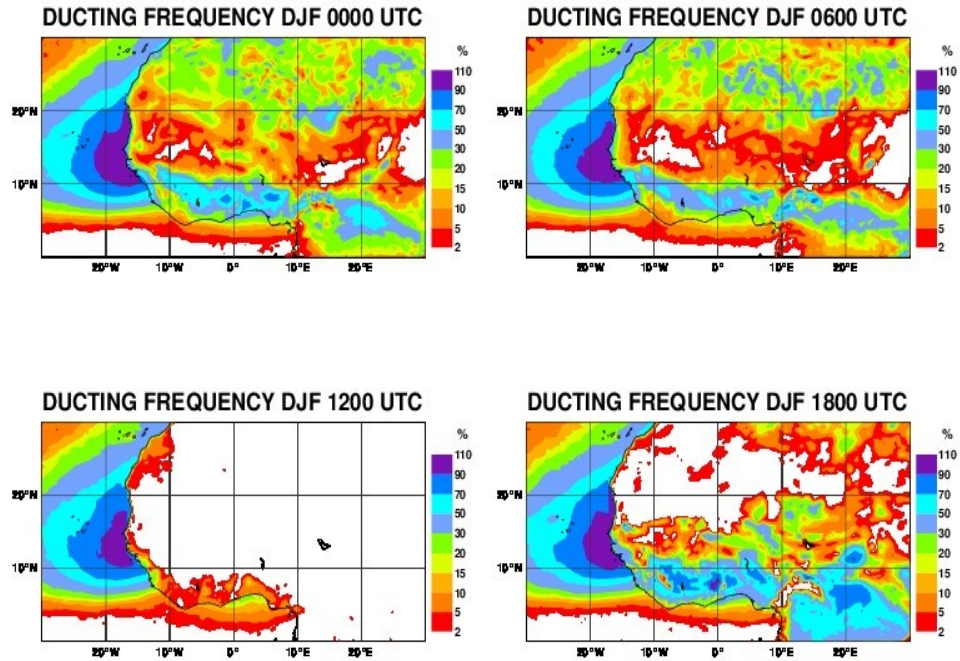 DUCTING FREQUENCY DJF 0000 UTC
%
110
90
70
50
30
20
15
10
5
2
20°N
10°N
20°W 10°W 0° 10°E 20°E
DUCTING FREQUENCY DJF 0600 UTC
%
110
90
70
50
30
20
15
10
5
2
20°N
10°N
20°W 10°W 0° 10°E 20°E
DUCTING FREQUENCY DJF 1200 UTC
%
110
90
70
50
30
20
15
10
5
2
20°N
10°N
20°W 10°W 0° 10°E 20°E
DUCTING FREQUENCY DJF 1800 UTC
%
110
90
70
50
30
20
15
10
5
2
20°N
10°N
20°W 10°W 0° 10°E 20°E